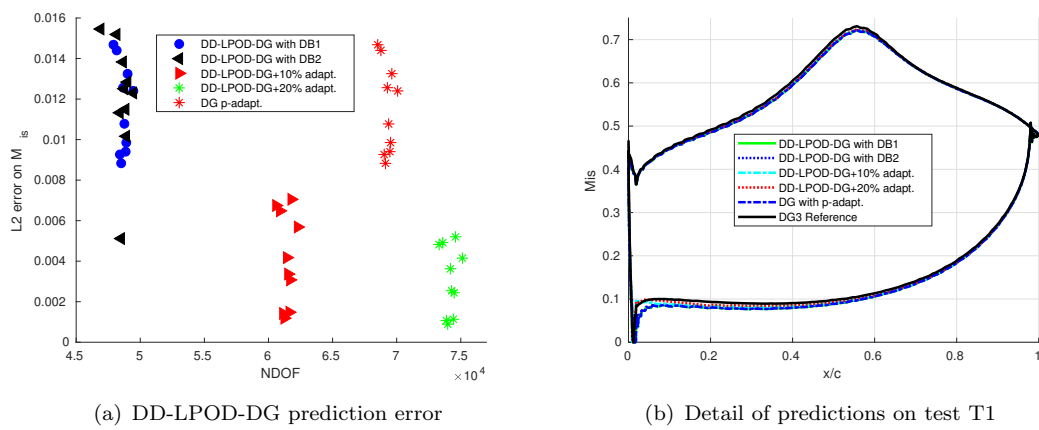 0.016
0.014
0.012
0.01
0.008
0.006
0.004
0.002
0
L2 error on M is
DD-LPOD-DG with DB1
DD-LPOD-DG with DB2
DD-LPOD-DG+10% adapt.
DD-LPOD-DG+20% adapt.
DG p-adapt.
4.5 5 5.5 6 6.5 7 7.5
NDOF
×10^4
(a) DD-LPOD-DG prediction error
0.7
0.6
0.5
0.4
0.3
0.2
0.1
0
Mis
DD-LPOD-DG with DB1
DD-LPOD-DG with DB2
DD-LPOD-DG+10% adapt.
DD-LPOD-DG+20% adapt.
DG with p-adapt.
DG3 Reference
0 0.2 0.4 0.6 0.8 1
x/c
(b) Detail of predictions on test T1